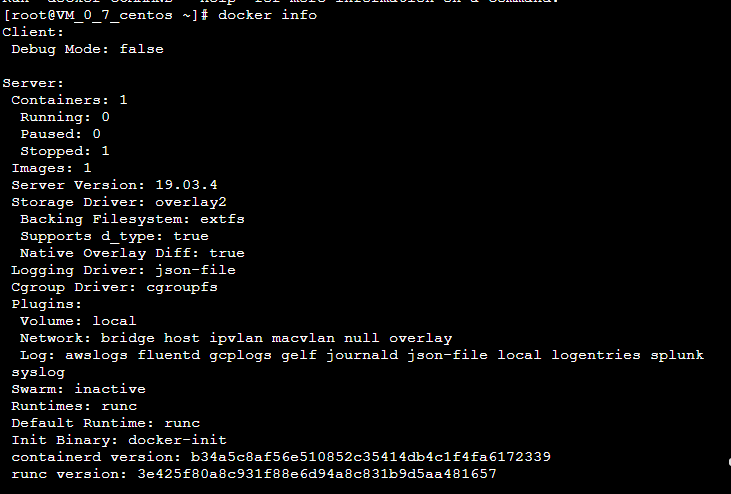 Run 'docker COMMAND --help' for more information on a command.
[root@VM_0_7_centos ~]# docker info
Client:
 Debug Mode: false

Server:
 Containers: 1
  Running: 0
  Paused: 0
  Stopped: 1
 Images: 1
 Server Version: 19.03.4
 Storage Driver: overlay2
  Backing Filesystem: extfs
  Supports d_type: true
  Native Overlay Diff: true
 Logging Driver: json-file
 Cgroup Driver: cgroupfs
 Plugins:
  Volume: local
  Network: bridge host ipvlan macvlan null overlay
  Log: awslogs fluentd gcplogs gelf journald json-file local logentries splunk
syslog
 Swarm: inactive
 Runtimes: runc
 Default Runtime: runc
 Init Binary: docker-init
 containerd version: b34a5c8af56e510852c35414db4c1f4fa6172339
 runc version: 3e425f80a8c931f88e6d94a8c831b9d5aa481657